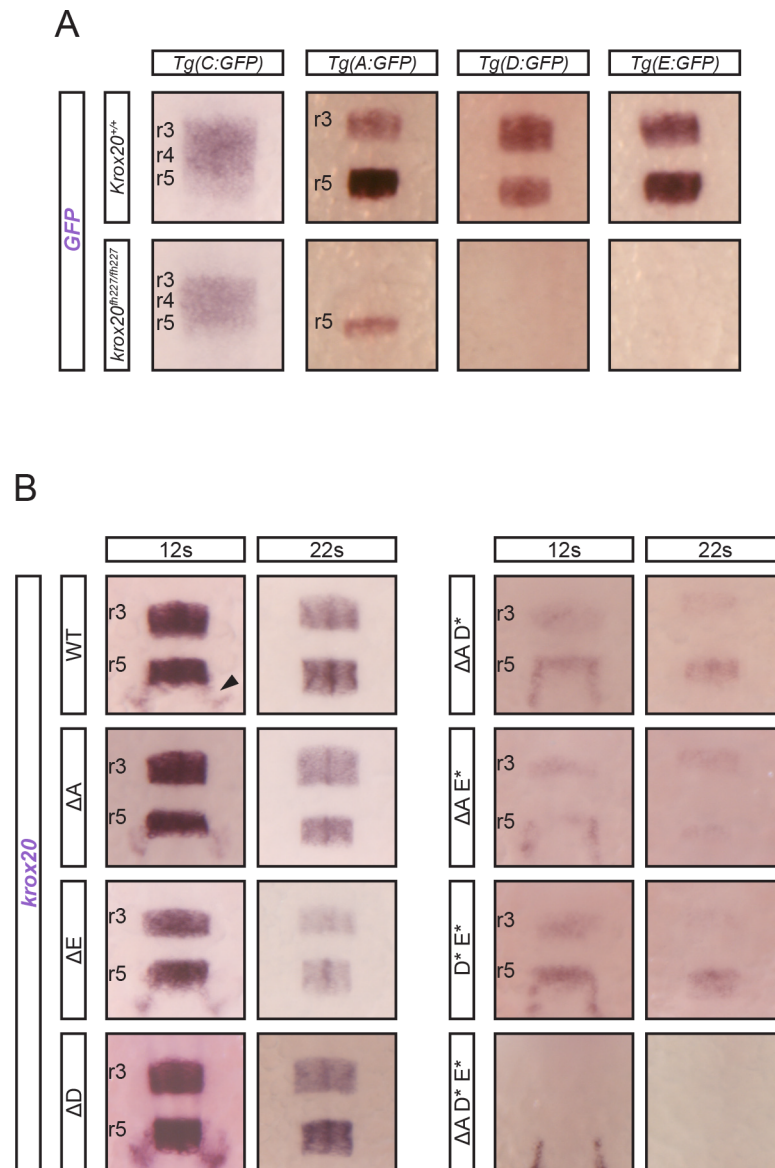 A
Tg(C:GFP) Tg(A:GFP) Tg(D:GFP) Tg(E:GFP)
GFP
Krox20+/+
r3
r4
r5
r3
r5
krox20fh227/fh227
r3
r4
r5
r5
B
12s 22s 12s 22s
krox20
WT
r3
r5
ΔA D*
r3
r5
ΔA
r3
r5
ΔA E*
r3
r5
ΔE
r3
r5
D* E*
r3
r5
ΔD
r3
r5
ΔA D* E*